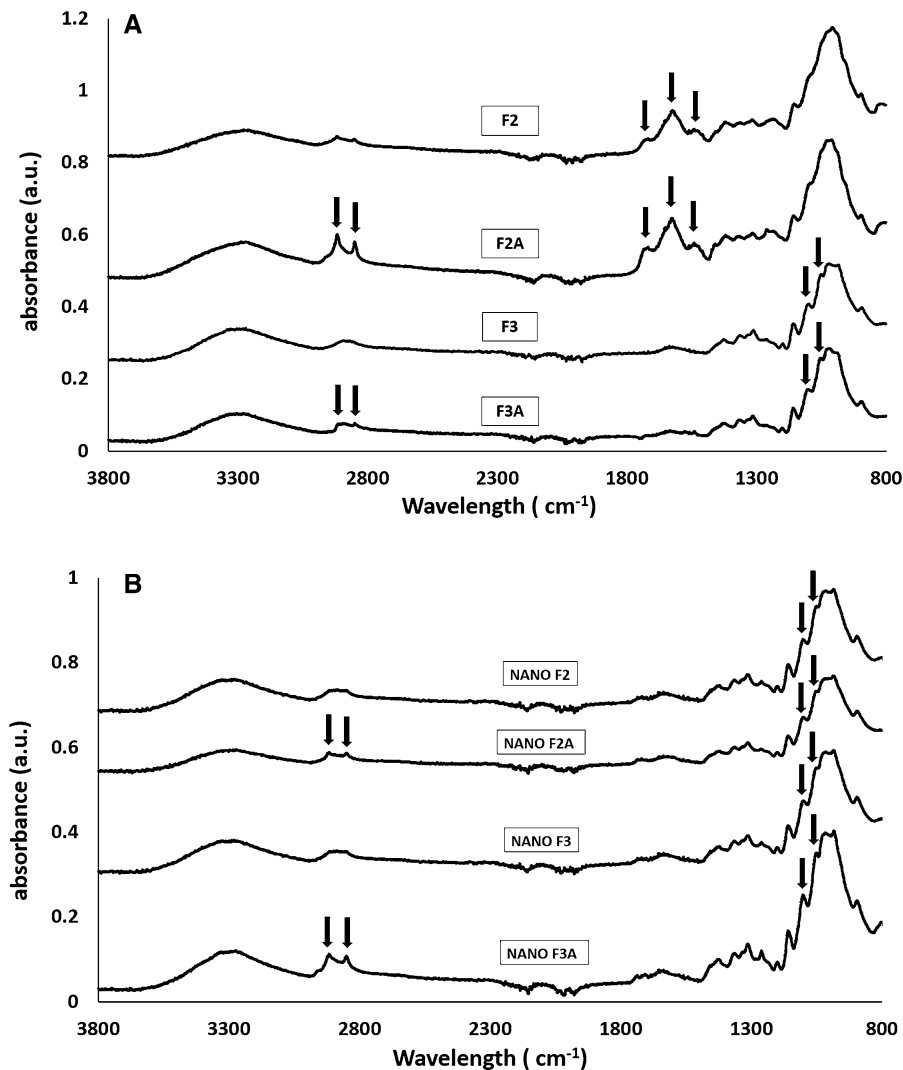 A
1.2
1
0.8
0.6
0.4
0.2
0
absorbance (a.u.)
F2
F2A
F3
F3A
3800 3300 2800 2300 1800 1300 800
Wavelength ( cm-1)
B
1
0.8
0.6
0.4
0.2
0
absorbance (a.u.)
NANO F2
NANO F2A
NANO F3
NANO F3A
3800 3300 2800 2300 1800 1300 800
Wavelength ( cm-1)